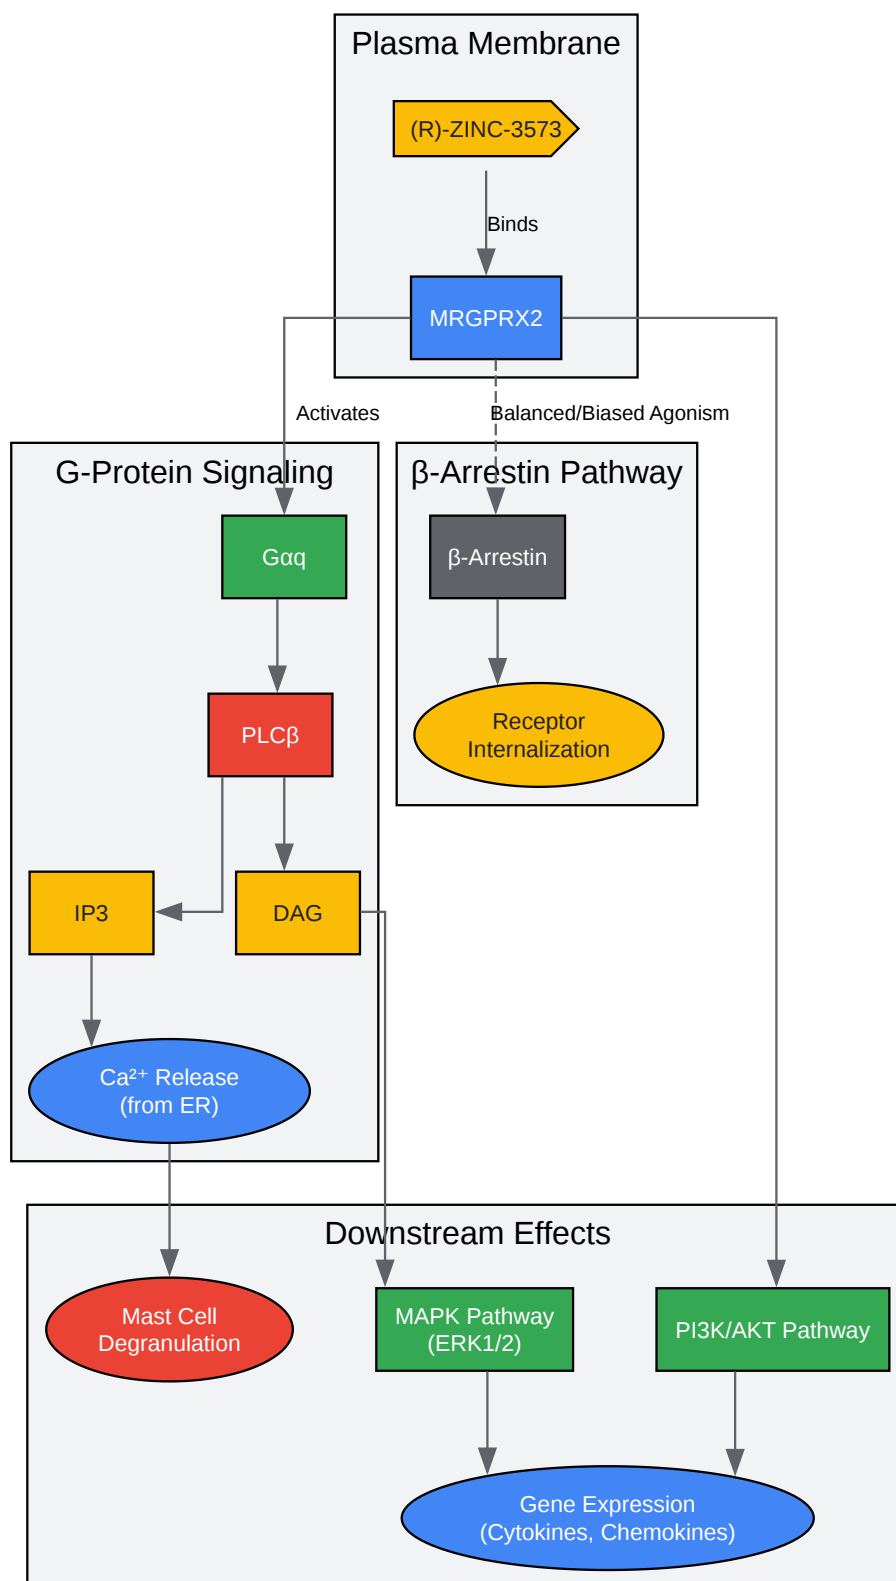 Plasma Membrane
(R)-ZINC-3573
Binds
MRGPRX2
Activates
Balanced/Biased Agonism
G-Protein Signaling
β-Arrestin Pathway
Gαq
β-Arrestin
PLCβ
Receptor
Internalization
IP3
DAG
Ca²⁺ Release
(from ER)
Downstream Effects
Mast Cell
Degranulation
MAPK Pathway
(ERK1/2)
PI3K/AKT Pathway
Gene Expression
(Cytokines, Chemokines)